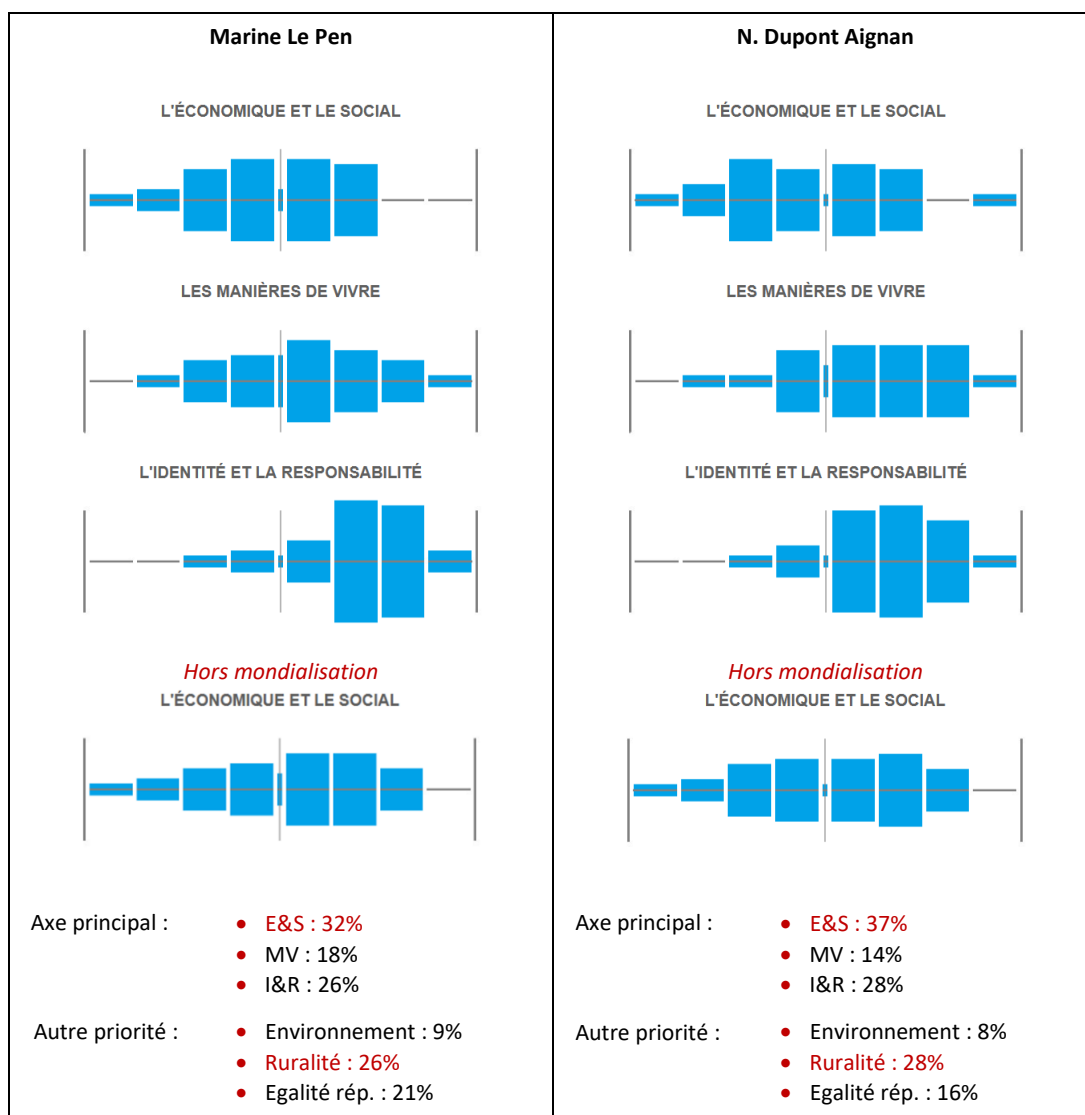 Marine Le Pen
L'ÉCONOMIQUE ET LE SOCIAL
LES MANIÈRES DE VIVRE
L'IDENTITÉ ET LA RESPONSABILITÉ
Hors mondialisation
L'ÉCONOMIQUE ET LE SOCIAL
Axe principal :
• E&S : 32%
• MV : 18%
• I&R : 26%
Autre priorité :
• Environnement : 9%
• Ruralité : 26%
• Egalité rép. : 21%
N. Dupont Aignan
L'ÉCONOMIQUE ET LE SOCIAL
LES MANIÈRES DE VIVRE
L'IDENTITÉ ET LA RESPONSABILITÉ
Hors mondialisation
L'ÉCONOMIQUE ET LE SOCIAL
Axe principal :
• E&S : 37%
• MV : 14%
• I&R : 28%
Autre priorité :
• Environnement : 8%
• Ruralité : 28%
• Egalité rép. : 16%